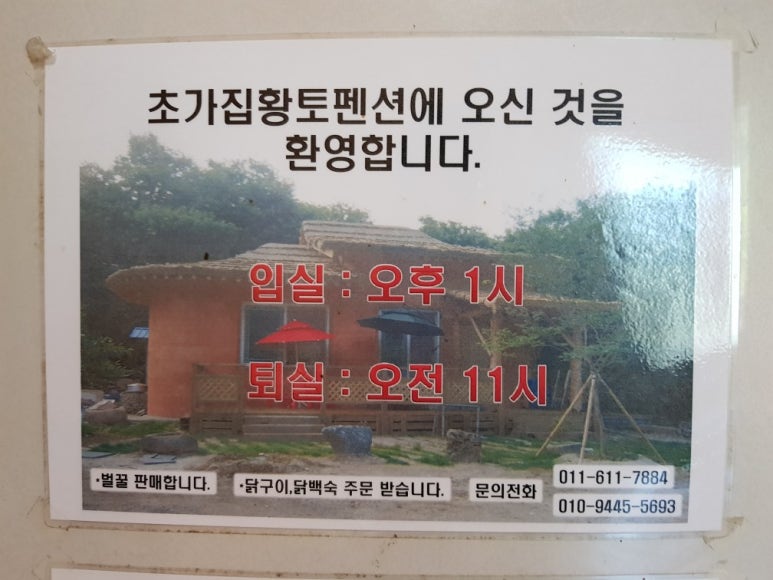 초가집황토펜션에 오신 것을
환영합니다.
입실 : 오후 1시
퇴실 : 오전 11시
*벌꿀 판매합니다.
*닭구이,닭백숙 주문 받습니다.
문의전화
011-611-7884
010-9445-5693